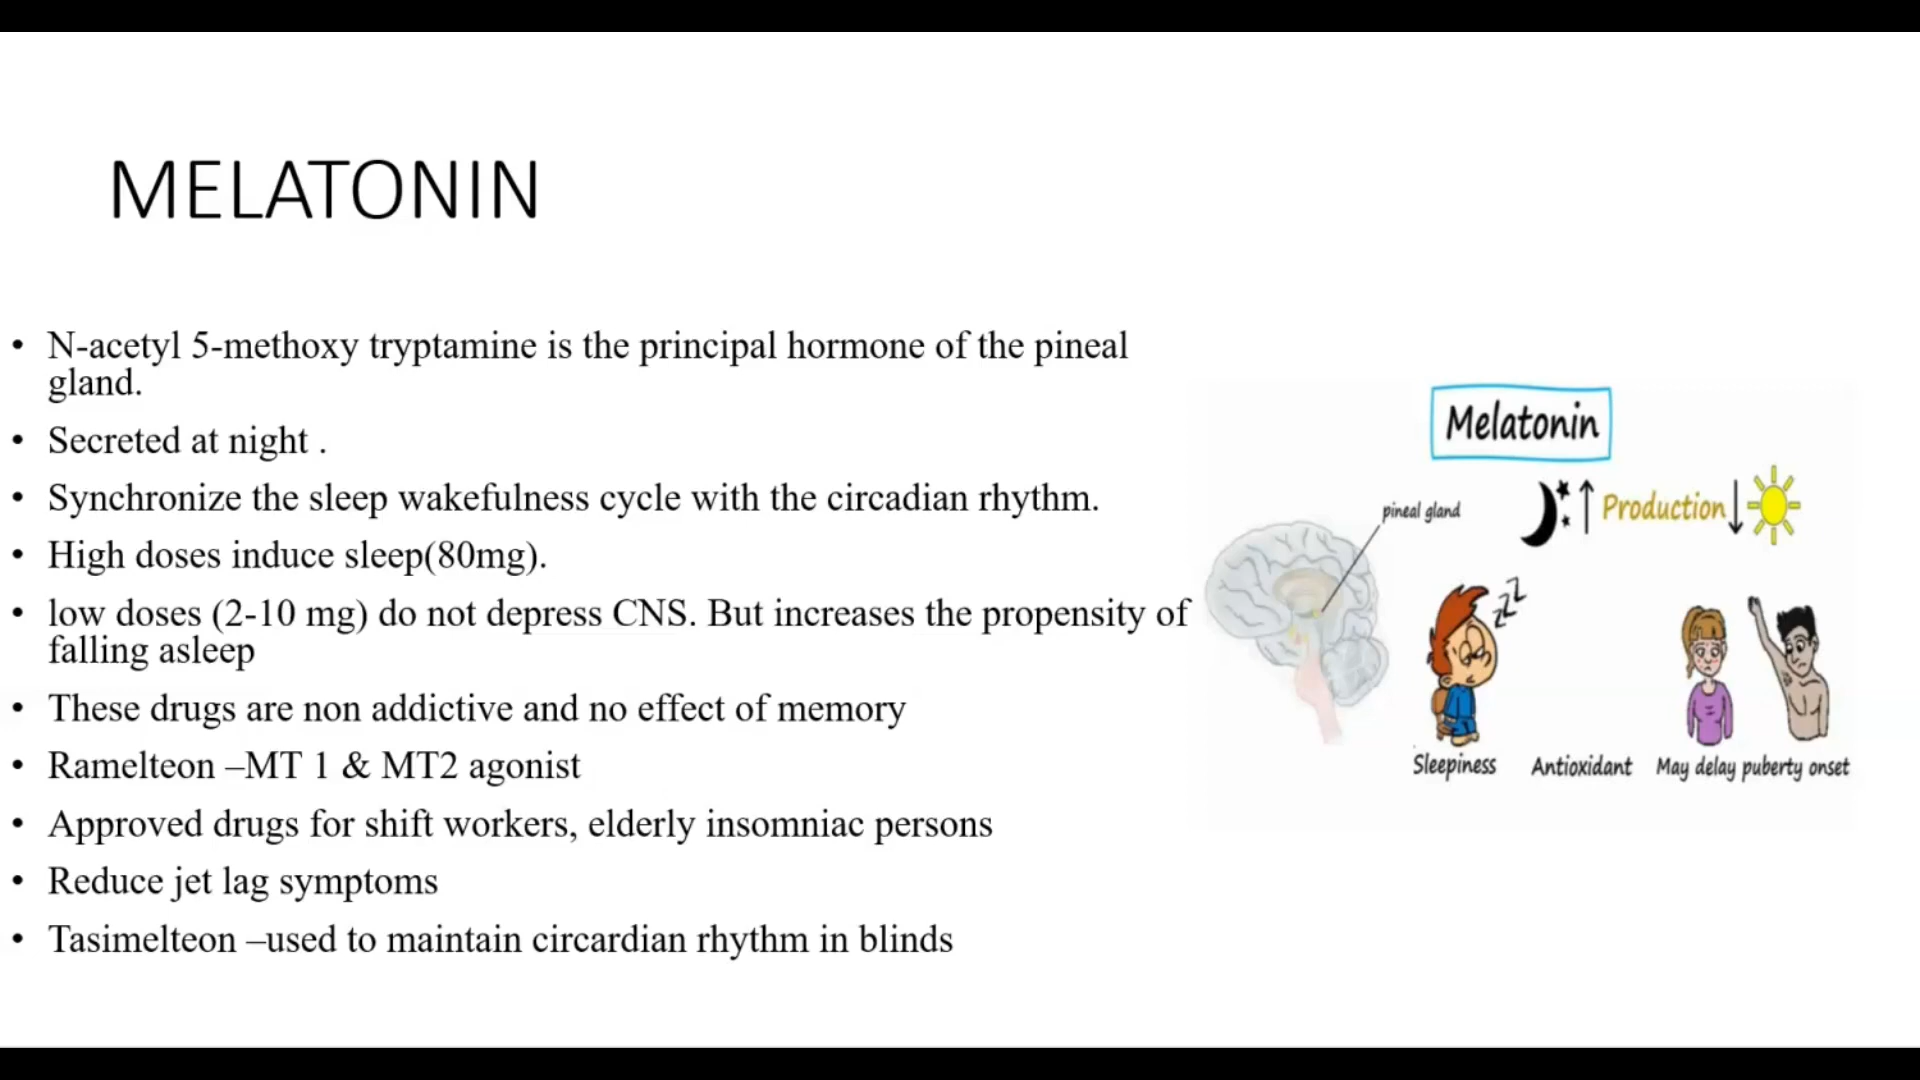 MELATONIN
• N-acetyl 5-methoxy tryptamine is the principal hormone of the pineal
gland.
• Secreted at night .
• Synchronize the sleep wakefulness cycle with the circadian rhythm.
• High doses induce sleep(80mg).
• low doses (2-10 mg) do not depress CNS. But increases the propensity of
falling asleep
• These drugs are non addictive and no effect of memory
• Ramelteon –MT 1 & MT2 agonist
• Approved drugs for shift workers, elderly insomniac persons
• Reduce jet lag symptoms
• Tasimelteon –used to maintain circardian rhythm in blinds
Melatonin
pineal gland
↑ Production ↓
zzz
Sleepiness
Antioxidant
May delay puberty onset